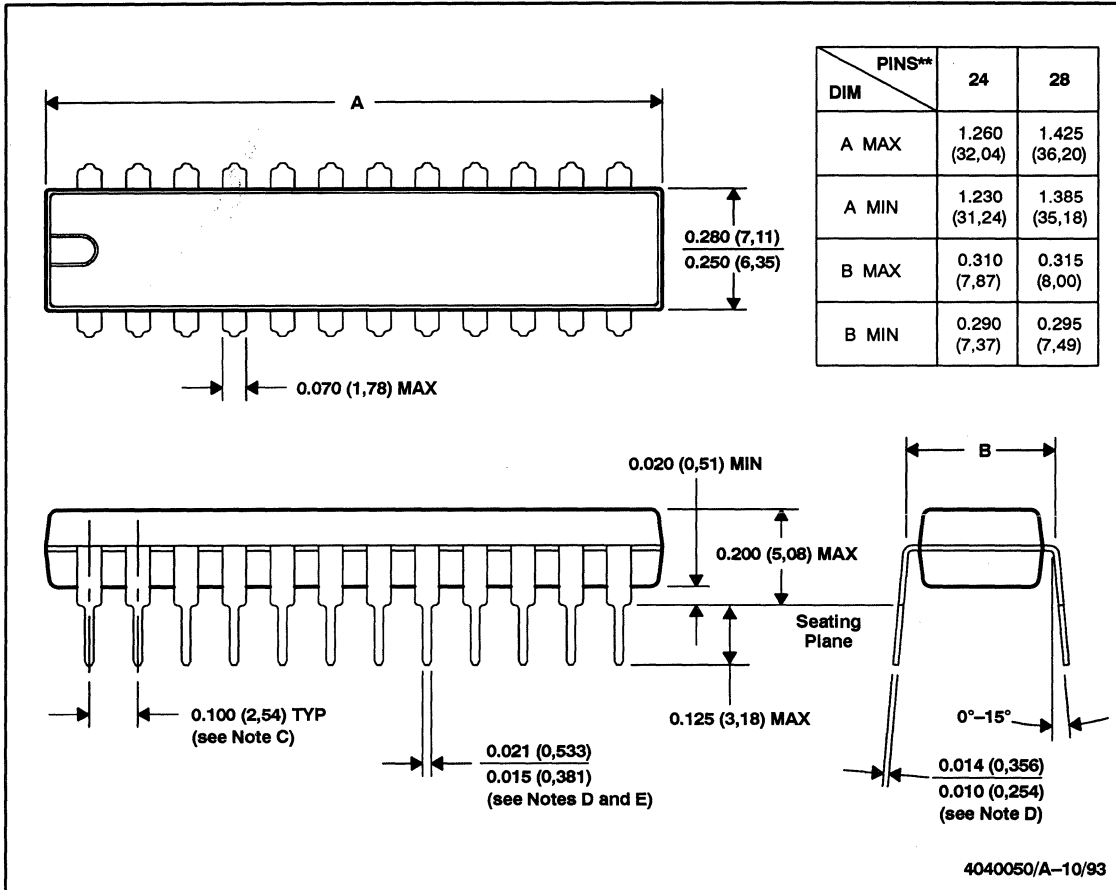 PINS**
DIM
24
28
A MAX
1.260
(32,04)
1.425
(36,20)
A MIN
1.230
(31,24)
1.385
(35,18)
B MAX
0.310
(7,87)
0.315
(8,00)
B MIN
0.290
(7,37)
0.295
(7,49)
A
0.280 (7,11)
0.250 (6,35)
0.070 (1,78) MAX
0.020 (0,51) MIN
B
0.200 (5,08) MAX
Seating
Plane
0.100 (2,54) TYP
(see Note C)
0.125 (3,18) MAX
0°–15°
0.021 (0,533)
0.015 (0,381)
(see Notes D and E)
0.014 (0,356)
0.010 (0,254)
(see Note D)
4040050/A–10/93